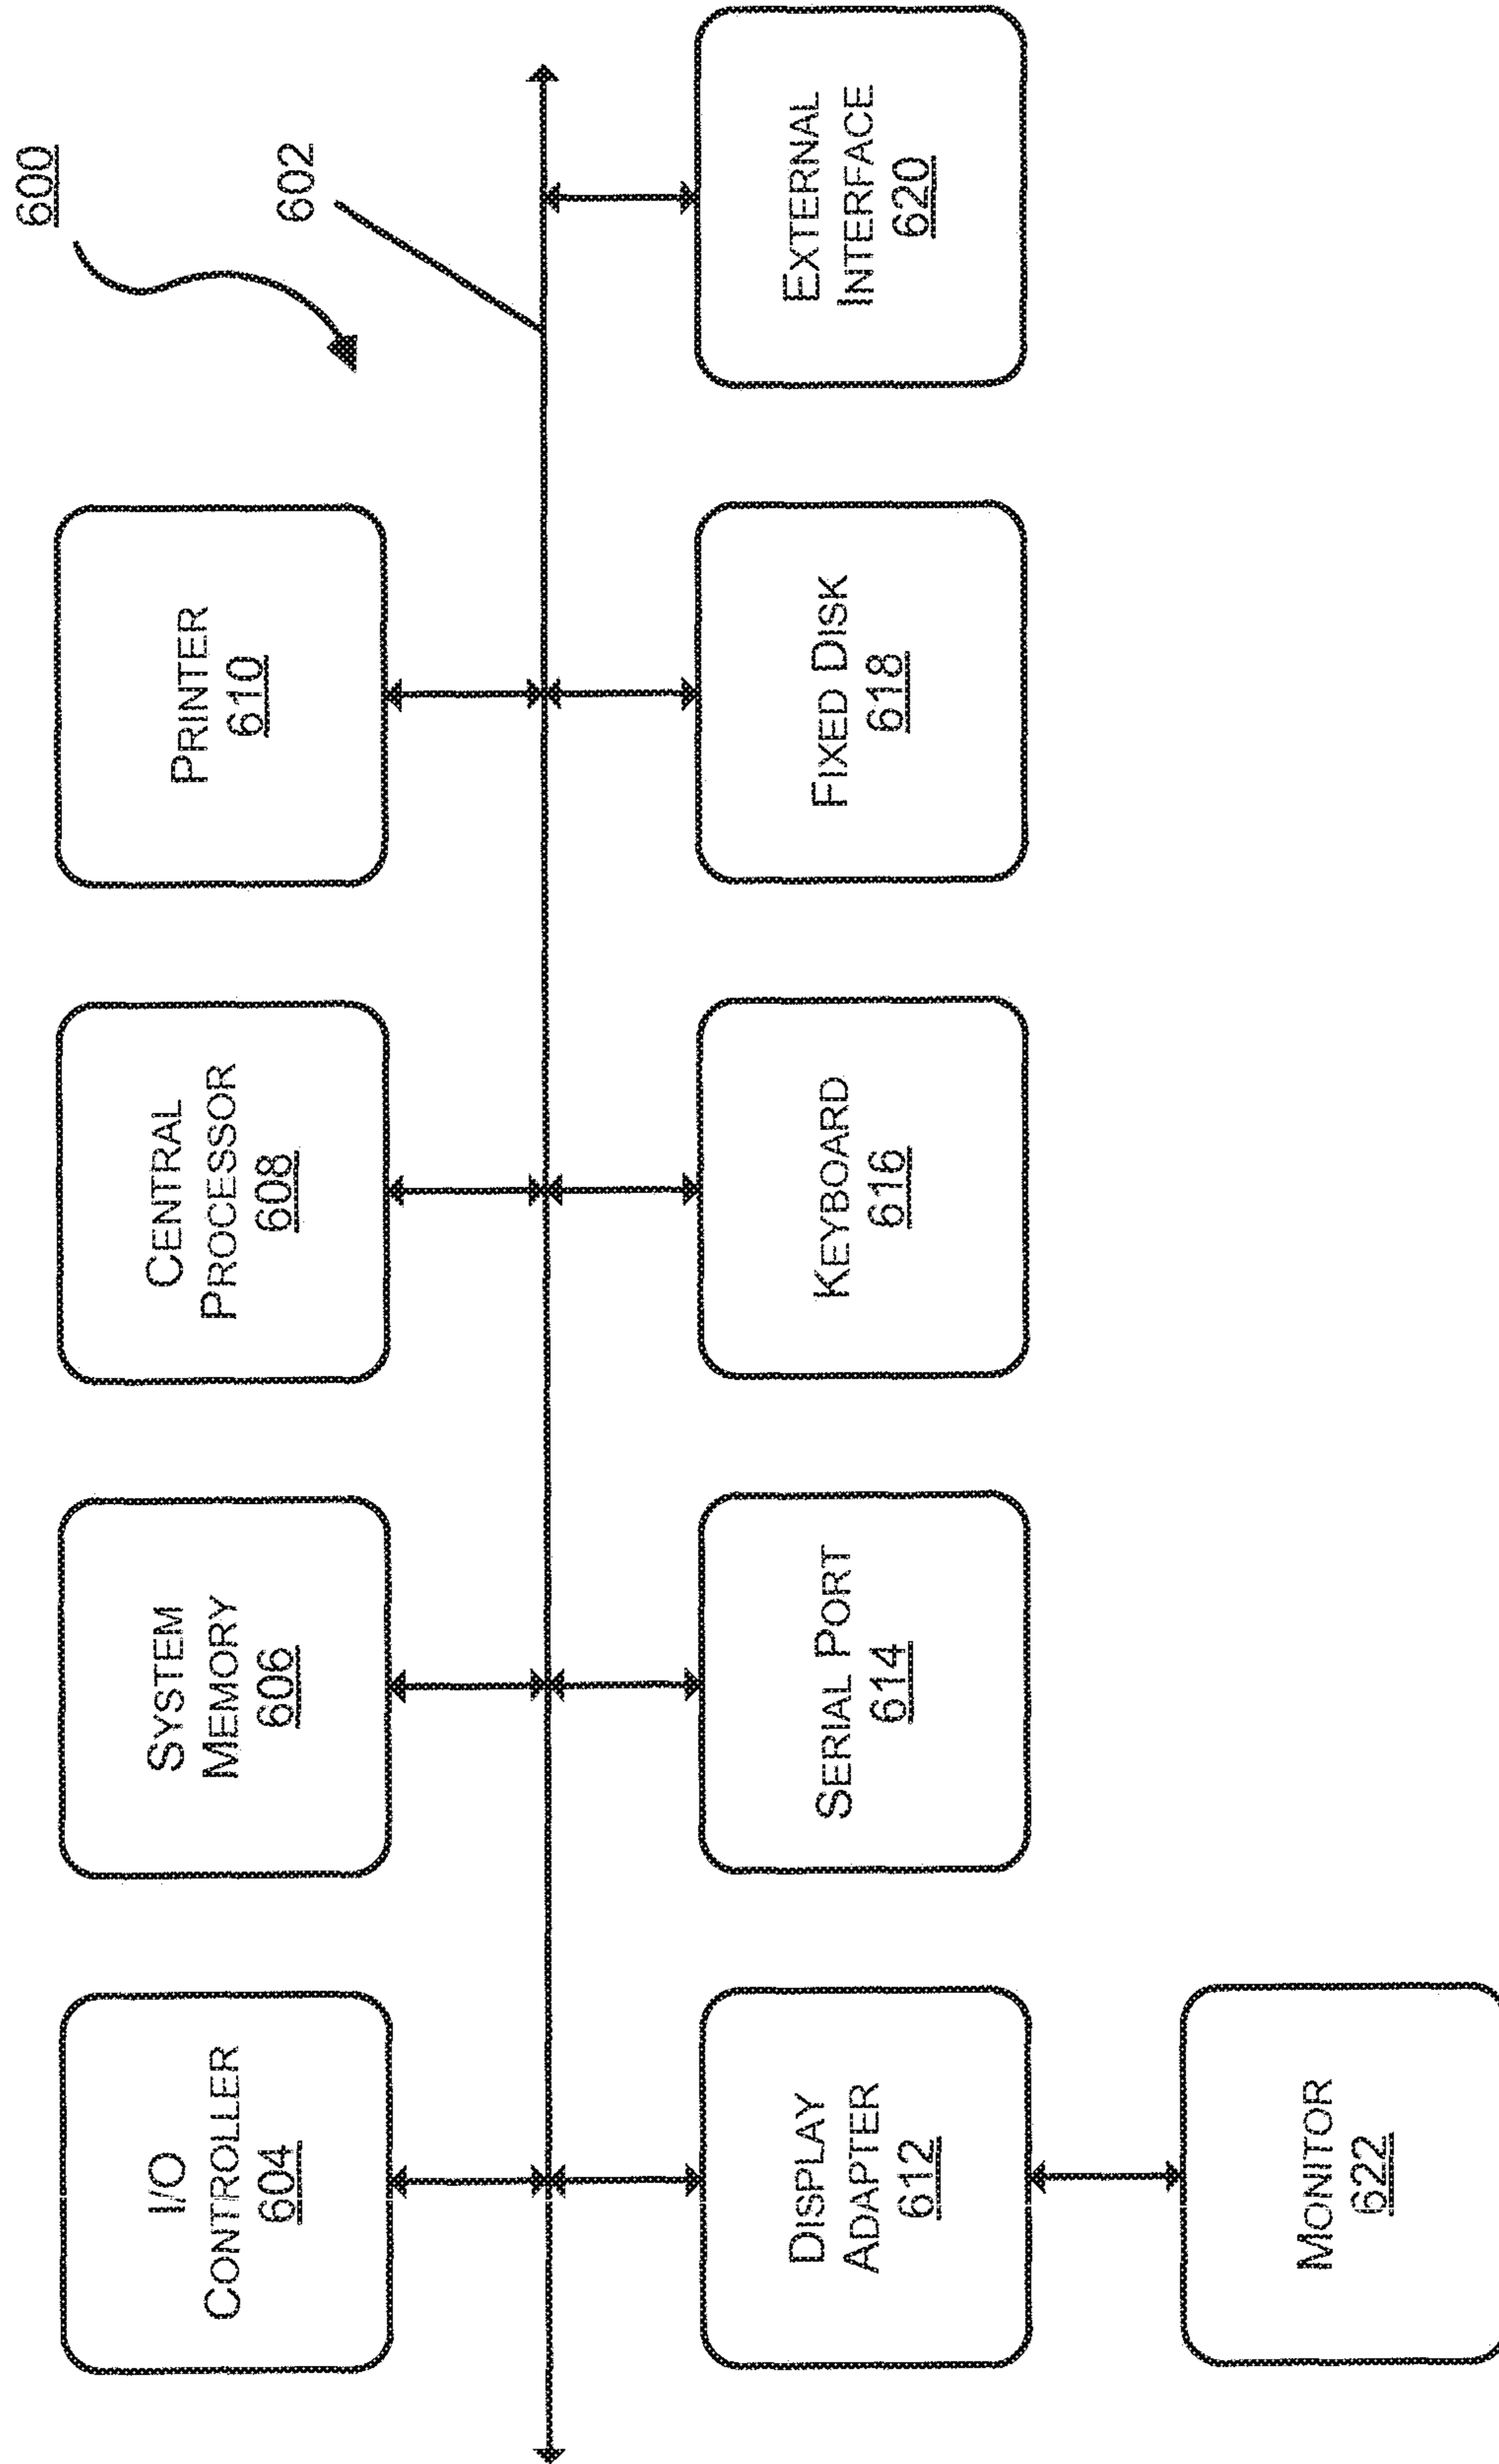 600
602
I/O
CONTROLLER
604
SYSTEM
MEMORY
606
CENTRAL
PROCESSOR
608
PRINTER
610
DISPLAY
ADAPTER
612
SERIAL PORT
614
KEYBOARD
616
FIXED DISK
618
EXTERNAL
INTERFACE
620
MONITOR
622